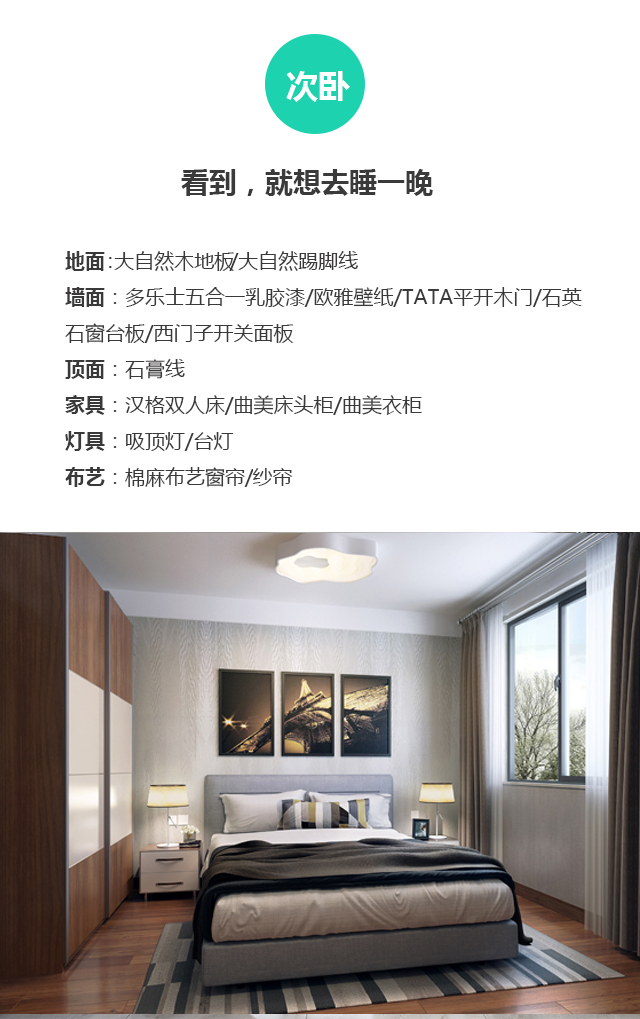 次卧
看到，就想去睡一晚
地面:大自然木地板/大自然踢脚线
墙面：多乐士五合一乳胶漆/欧雅壁纸/TATA平开木门/石英
石窗台板/西门子开关面板
顶面：石膏线
家具：汉格双人床/曲美床头柜/曲美衣柜
灯具：吸顶灯/台灯
布艺：棉麻布艺窗帘/纱帘